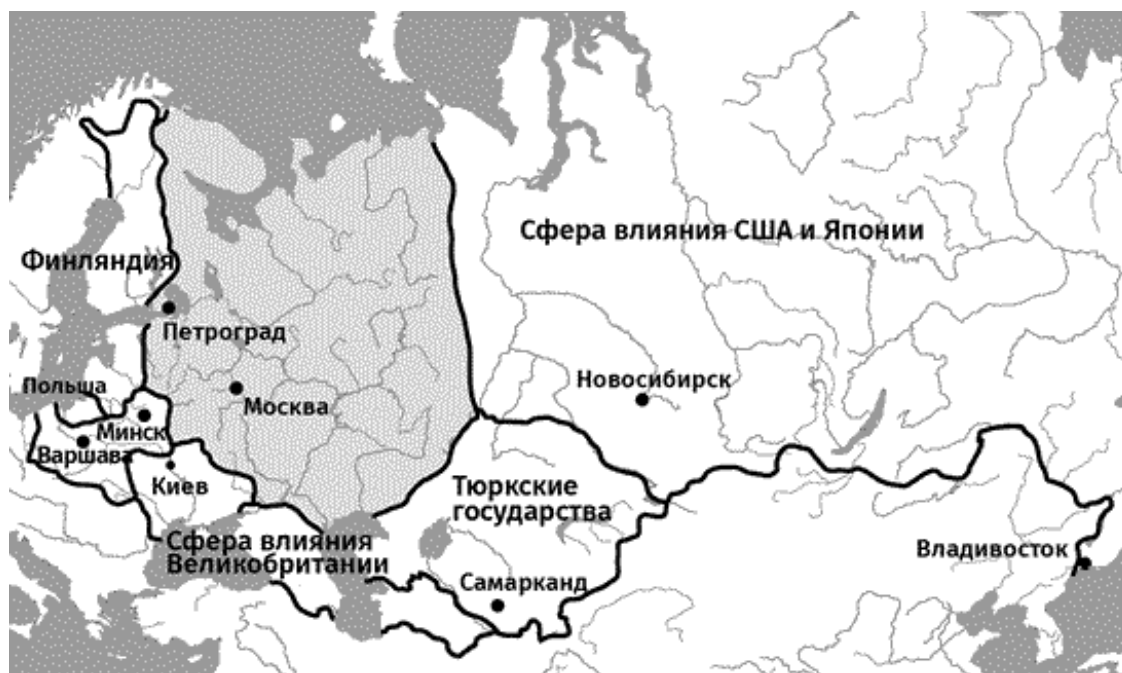 Сфера влияния США и Японии
Финляндия
Петроград
Польша
Москва
Новосибирск
Минск
Варшава
Киев
Тюркские
государства
Сфера влияния
Великобритании
Владивосток
Самарканд